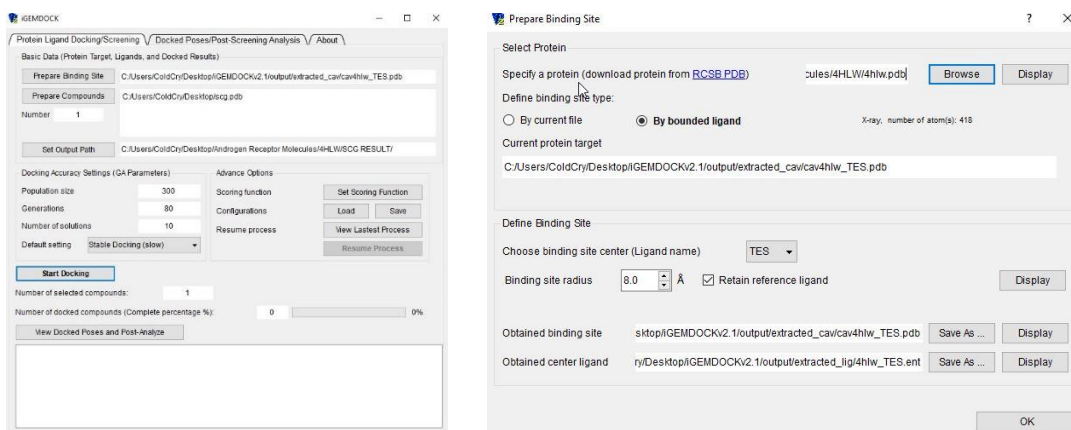 iGEMDOCK
Protein Ligand Docking/Screening
Docked Poses/Post-Screening Analysis
About
Basic Data (Protein Target, Ligands, and Docked Results)
Prepare Binding Site C:/Users/ColdCry/Desktop/iGEMDOCKv2.1/output/extracted_cav/cav4hlw_TES.pdb
Prepare Compounds C:/Users/ColdCry/Desktop/scg.pdb
Number 1
Set Output Path C:/Users/ColdCry/Desktop/Androgen Receptor Molecules/4HLW/SCG RESULT/
Docking Accuracy Settings (GA Parameters)
Population size 300
Generations 80
Number of solutions 10
Default setting Stable Docking (slow)
Advance Options
Scoring function Set Scoring Function
Configurations Load Save
Resume process View Lastest Process
Resume Process
Start Docking
Number of selected compounds: 1
Number of docked compounds (Complete percentage %): 0 0%
View Docked Poses and Post-Analyze
Prepare Binding Site ? X
Select Protein
Specify a protein (download protein from RCSB PDB) cules/4HLW/4hlw.pdb Browse Display
Define binding site type:
By current file By bounded ligand X-ray, number of atom(s): 418
Current protein target
C:/Users/ColdCry/Desktop/iGEMDOCKv2.1/output/extracted_cav/cav4hlw_TES.pdb
Define Binding Site
Choose binding site center (Ligand name) TES
Binding site radius 8.0 Å Retain reference ligand Display
Obtained binding site sktop/iGEMDOCKv2.1/output/extracted_cav/cav4hlw_TES.pdb Save As ... Display
Obtained center ligand ry/Desktop/iGEMDOCKv2.1/output/extracted_lig/4hlw_TES.ent Save As ... Display
OK